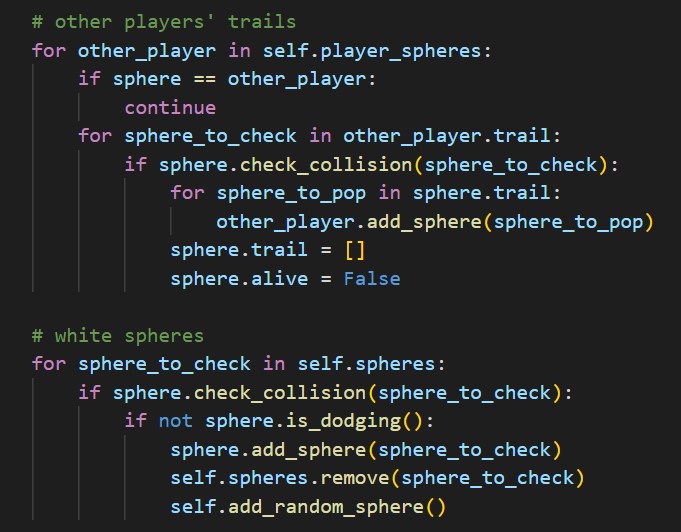 # other players' trails
for other_player in self.player_spheres:
    if sphere == other_player:
        continue
    for sphere_to_check in other_player.trail:
        if sphere.check_collision(sphere_to_check):
            for sphere_to_pop in sphere.trail:
                other_player.add_sphere(sphere_to_pop)
            sphere.trail = []
            sphere.alive = False

# white spheres
for sphere_to_check in self.spheres:
    if sphere.check_collision(sphere_to_check):
        if not sphere.is_dodging():
            sphere.add_sphere(sphere_to_check)
            self.spheres.remove(sphere_to_check)
            self.add_random_sphere()